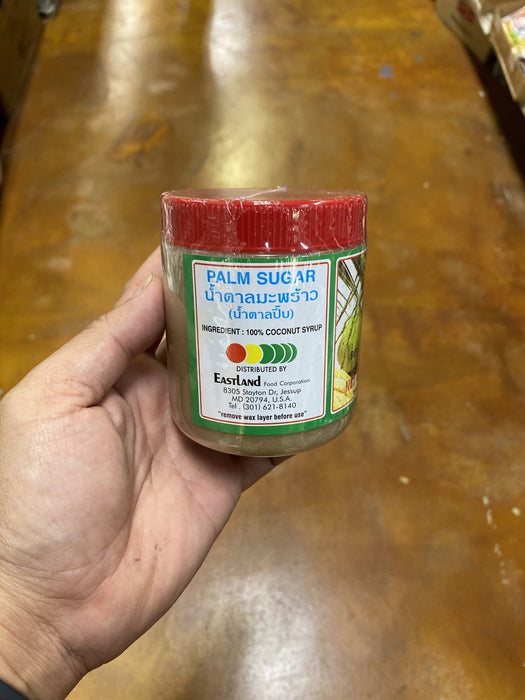 PALM SUGAR
น้ำตาลมะพร้าว
(น้ำตาลปี๊บ)
INGREDIENT : 100% COCONUT SYRUP
DISTRIBUTED BY
EASTLAND Food Corporation
8305 Stayton Dr, Jessup
MD 20794, U.S.A.
Tel . (301) 621-8140
"remove wax layer before use"